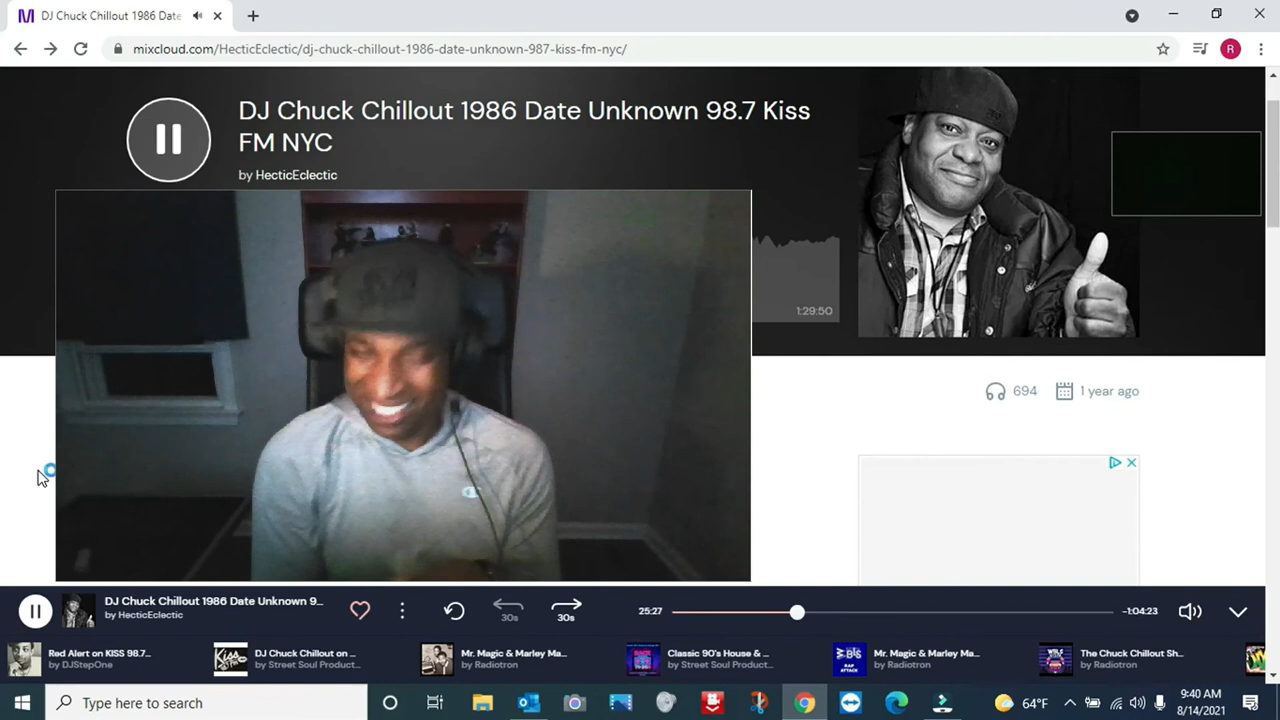 DJ Chuck Chillout 1986 Date
mixcloud.com/HecticEclectic/dj-chuck-chillout-1986-date-unknown-987-kiss-fm-nyc/
R
DJ Chuck Chillout 1986 Date Unknown 98.7 Kiss
FM NYC
by HecticEclectic
1:29:50
694
1 year ago
DJ Chuck Chillout 1986 Date Unknown 9...
by HecticEclectic
30s
30s
25:27
-1:04:23
Red Alert on KISS 98.7...
by DJStepOne
DJ Chuck Chillout on ...
by Street Soul Product...
Mr. Magic & Marley Ma...
by Radiotron
Classic 90's House & ...
by Street Soul Product...
Mr. Magic & Marley Ma...
by Radiotron
The Chuck Chillout Sh...
by Radiotron
Type here to search
64°F
9:40 AM
8/14/2021